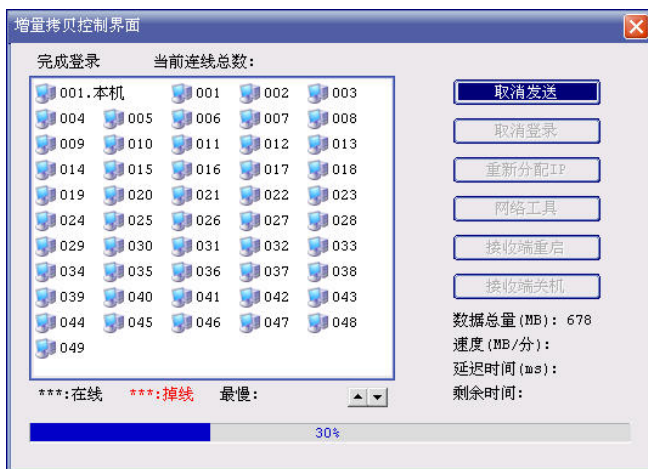 增量拷贝控制界面
完成登录 当前连线总数:
001.本机 001 002 003
004 005 006 007 008
009 010 011 012 013
014 015 016 017 018
019 020 021 022 023
024 025 026 027 028
029 030 031 032 033
034 035 036 037 038
039 040 041 042 043
044 045 046 047 048
049
***:在线 ***:掉线 最慢:
30%
取消发送
取消登录
重新分配IP
网络工具
接收端重启
接收端关机
数据总量(MB): 678
速度(MB/分):
延迟时间(ms):
剩余时间: